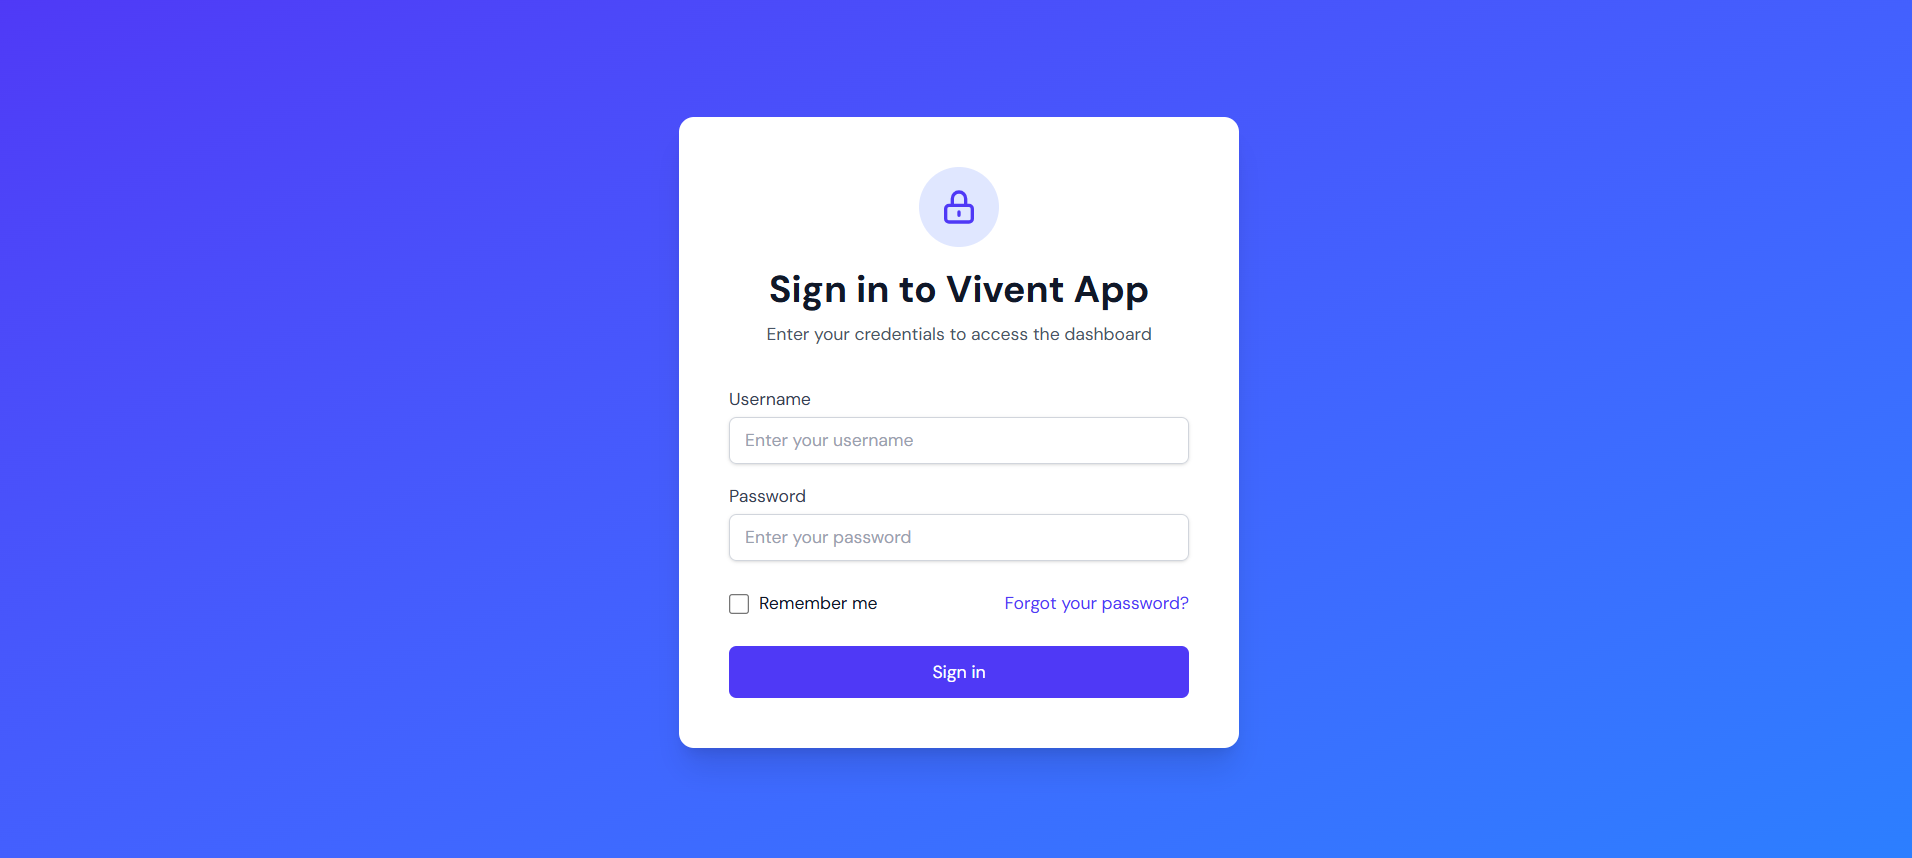 Sign in to Vivent App
Enter your credentials to access the dashboard
Username
Enter your username
Password
Enter your password
Remember me
Forgot your password?
Sign in